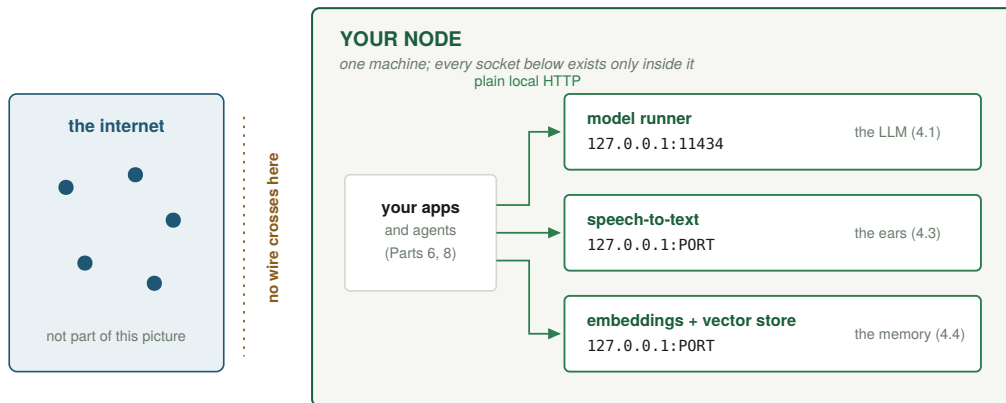 the internet
not part of this picture
no wire crosses here
YOUR NODE
one machine; every socket below exists only inside it
plain local HTTP
your apps
and agents
(Parts 6, 8)
model runner
127.0.0.1:11434
the LLM (4.1)
speech-to-text
127.0.0.1:PORT
the ears (4.3)
embeddings + vector store
127.0.0.1:PORT
the memory (4.4)